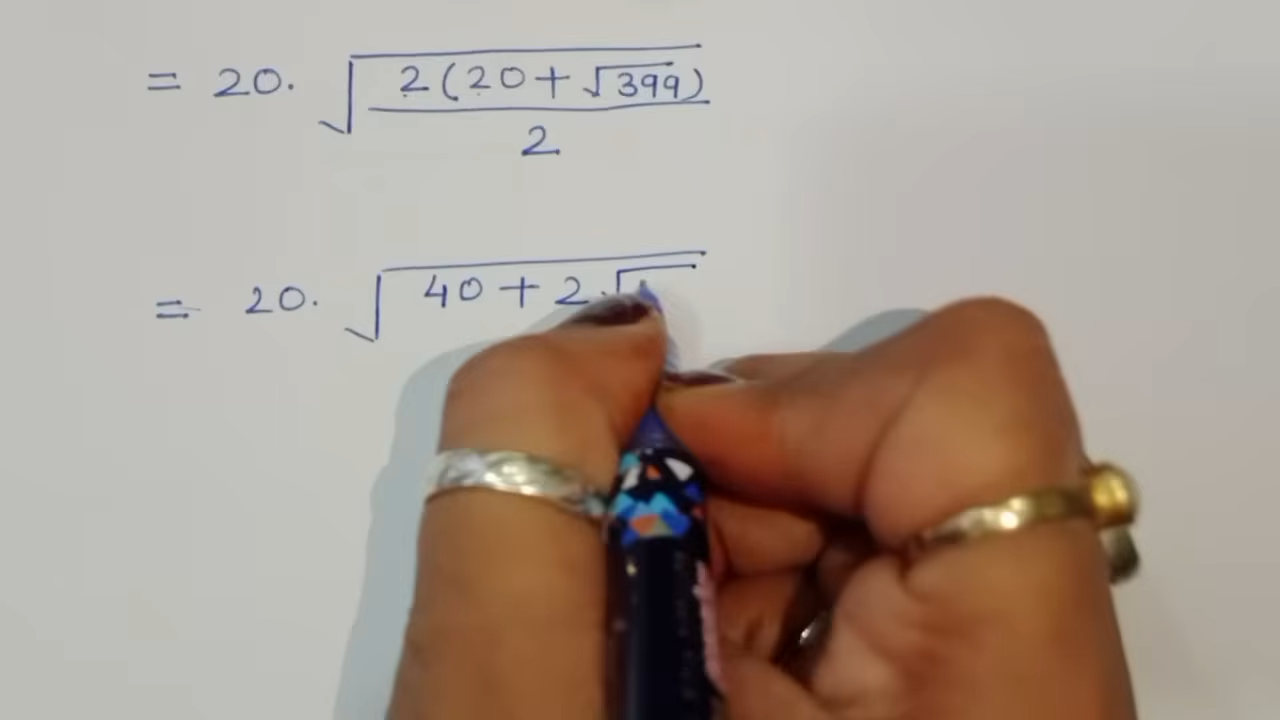 = 20. √2(20+√399)
2
= 20. √40+2√